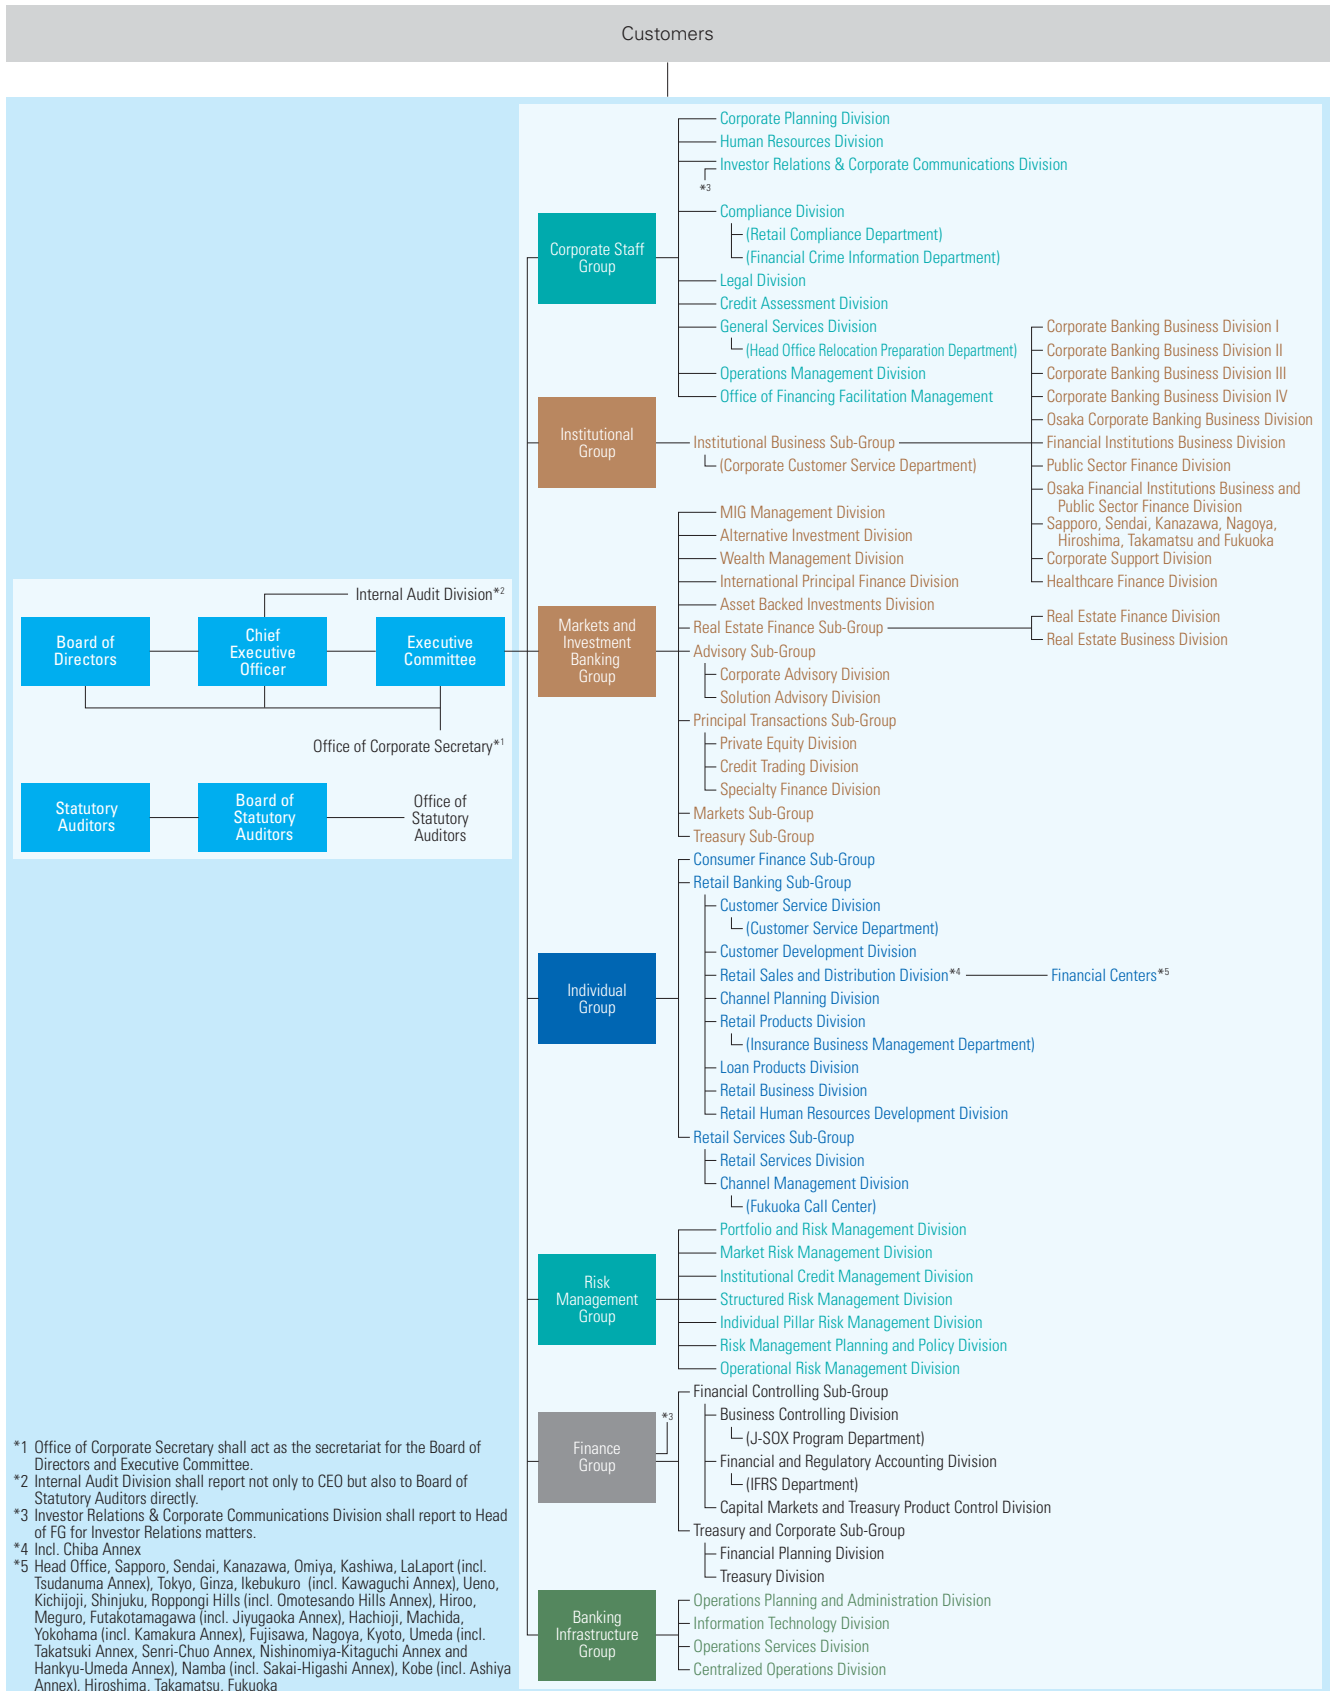 Customers
Corporate Planning Division
Human Resources Division
Investor Relations & Corporate Communications Division
*3
Compliance Division
(Retail Compliance Department)
(Financial Crime Information Department)
Legal Division
Credit Assessment Division
General Services Division
(Head Office Relocation Preparation Department)
Operations Management Division
Office of Financing Facilitation Management
Corporate Staff
Group
Institutional
Group
Institutional Business Sub-Group
(Corporate Customer Service Department)
Corporate Banking Business Division I
Corporate Banking Business Division II
Corporate Banking Business Division III
Corporate Banking Business Division IV
Osaka Corporate Banking Business Division
Financial Institutions Business Division
Public Sector Finance Division
Osaka Financial Institutions Business and
Public Sector Finance Division
Sapporo, Sendai, Kanazawa, Nagoya,
Hiroshima, Takamatsu and Fukuoka
Corporate Support Division
Healthcare Finance Division
Internal Audit Division*2
Board of
Directors
Chief
Executive
Officer
Executive
Committee
Office of Corporate Secretary*1
Statutory
Auditors
Board of
Statutory
Auditors
Office of
Statutory
Auditors
Markets and
Investment
Banking
Group
MIG Management Division
Alternative Investment Division
Wealth Management Division
International Principal Finance Division
Asset Backed Investments Division
Real Estate Finance Sub-Group
Real Estate Finance Division
Real Estate Business Division
Advisory Sub-Group
Corporate Advisory Division
Solution Advisory Division
Principal Transactions Sub-Group
Private Equity Division
Credit Trading Division
Specialty Finance Division
Markets Sub-Group
Treasury Sub-Group
Individual
Group
Consumer Finance Sub-Group
Retail Banking Sub-Group
Customer Service Division
(Customer Service Department)
Customer Development Division
Retail Sales and Distribution Division*4
Financial Centers*5
Channel Planning Division
Retail Products Division
(Insurance Business Management Department)
Loan Products Division
Retail Business Division
Retail Human Resources Development Division
Retail Services Sub-Group
Retail Services Division
Channel Management Division
(Fukuoka Call Center)
Risk
Management
Group
Portfolio and Risk Management Division
Market Risk Management Division
Institutional Credit Management Division
Structured Risk Management Division
Individual Pillar Risk Management Division
Risk Management Planning and Policy Division
Operational Risk Management Division
Finance
Group
*3
Financial Controlling Sub-Group
Business Controlling Division
(J-SOX Program Department)
Financial and Regulatory Accounting Division
(IFRS Department)
Capital Markets and Treasury Product Control Division
Treasury and Corporate Sub-Group
Financial Planning Division
Treasury Division
Banking
Infrastructure
Group
Operations Planning and Administration Division
Information Technology Division
Operations Services Division
Centralized Operations Division
*1 Office of Corporate Secretary shall act as the secretariat for the Board of
Directors and Executive Committee.
*2 Internal Audit Division shall report not only to CEO but also to Board of
Statutory Auditors directly.
*3 Investor Relations & Corporate Communications Division shall report to Head
of FG for Investor Relations matters.
*4 Incl. Chiba Annex
*5 Head Office, Sapporo, Sendai, Kanazawa, Omiya, Kashiwa, LaLaport (incl.
Tsudanuma Annex), Tokyo, Ginza, Ikebukuro (incl. Kawaguchi Annex), Ueno,
Kichijoji, Shinjuku, Roppongi Hills (incl. Omotesando Hills Annex), Hiroo,
Meguro, Futakotamagawa (incl. Jiyugaoka Annex), Hachioji, Machida,
Yokohama (incl. Kamakura Annex), Fujisawa, Nagoya, Kyoto, Umeda (incl.
Takatsuki Annex, Senri-Chuo Annex, Nishinomiya-Kitaguchi Annex and
Hankyu-Umeda Annex), Namba (incl. Sakai-Higashi Annex), Kobe (incl. Ashiya
Annex), Hiroshima, Takamatsu, Fukuoka